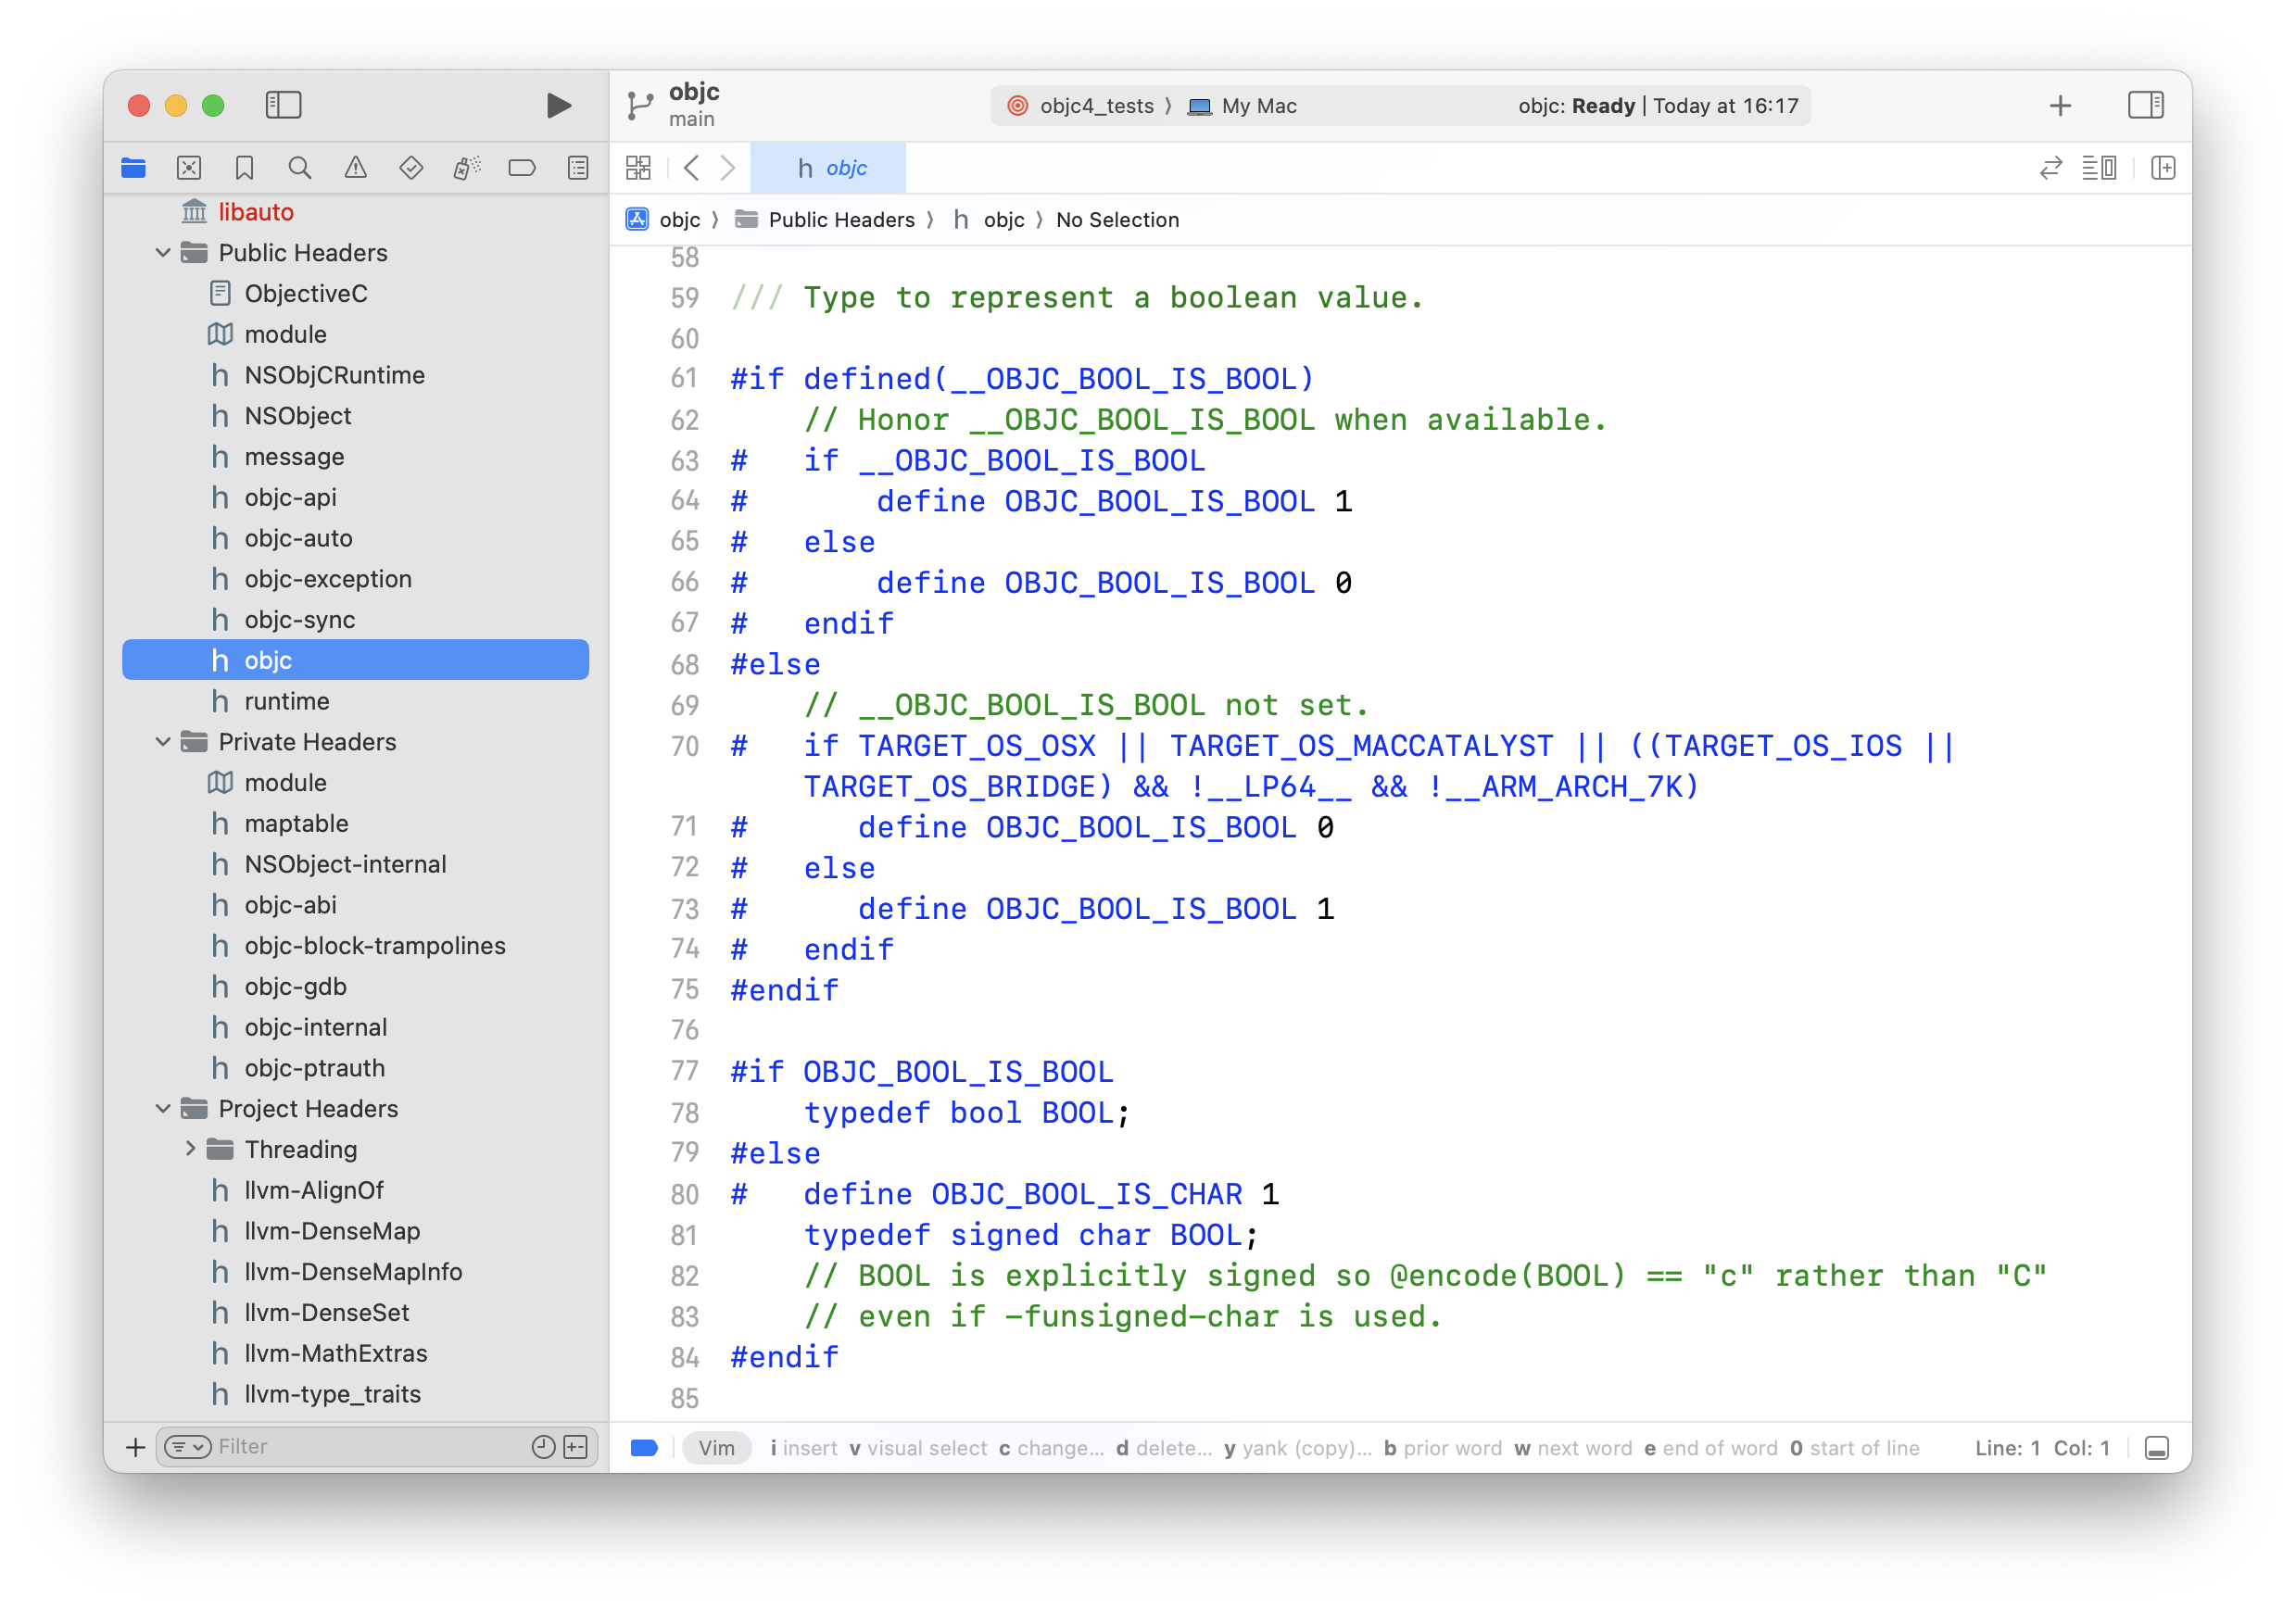 objc
main
objc4_tests 〉 My Mac
objc: Ready | Today at 16:17
h objc
objc 〉 Public Headers 〉 h objc 〉 No Selection
libauto
Public Headers
ObjectiveC
module
h NSObjCRuntime
h NSObject
h message
h objc-api
h objc-auto
h objc-exception
h objc-sync
h objc
h runtime
Private Headers
module
h maptable
h NSObject-internal
h objc-abi
h objc-block-trampolines
h objc-gdb
h objc-internal
h objc-ptrauth
Project Headers
Threading
h llvm-AlignOf
h llvm-DenseMap
h llvm-DenseMapInfo
h llvm-DenseSet
h llvm-MathExtras
h llvm-type_traits
Filter
58
59 /// Type to represent a boolean value.
60
61 #if defined(__OBJC_BOOL_IS_BOOL)
62     // Honor __OBJC_BOOL_IS_BOOL when available.
63 #   if __OBJC_BOOL_IS_BOOL
64 #       define OBJC_BOOL_IS_BOOL 1
65 #   else
66 #       define OBJC_BOOL_IS_BOOL 0
67 #   endif
68 #else
69     // __OBJC_BOOL_IS_BOOL not set.
70 #   if TARGET_OS_OSX || TARGET_OS_MACCATALYST || ((TARGET_OS_IOS ||
TARGET_OS_BRIDGE) && !__LP64__ && !__ARM_ARCH_7K)
71 #      define OBJC_BOOL_IS_BOOL 0
72 #   else
73 #      define OBJC_BOOL_IS_BOOL 1
74 #   endif
75 #endif
76
77 #if OBJC_BOOL_IS_BOOL
78     typedef bool BOOL;
79 #else
80 #   define OBJC_BOOL_IS_CHAR 1
81     typedef signed char BOOL;
82     // BOOL is explicitly signed so @encode(BOOL) == "c" rather than "C"
83     // even if -funsigned-char is used.
84 #endif
85
Vim i insert v visual select c change... d delete... y yank (copy)... b prior word w next word e end of word 0 start of line
Line: 1 Col: 1